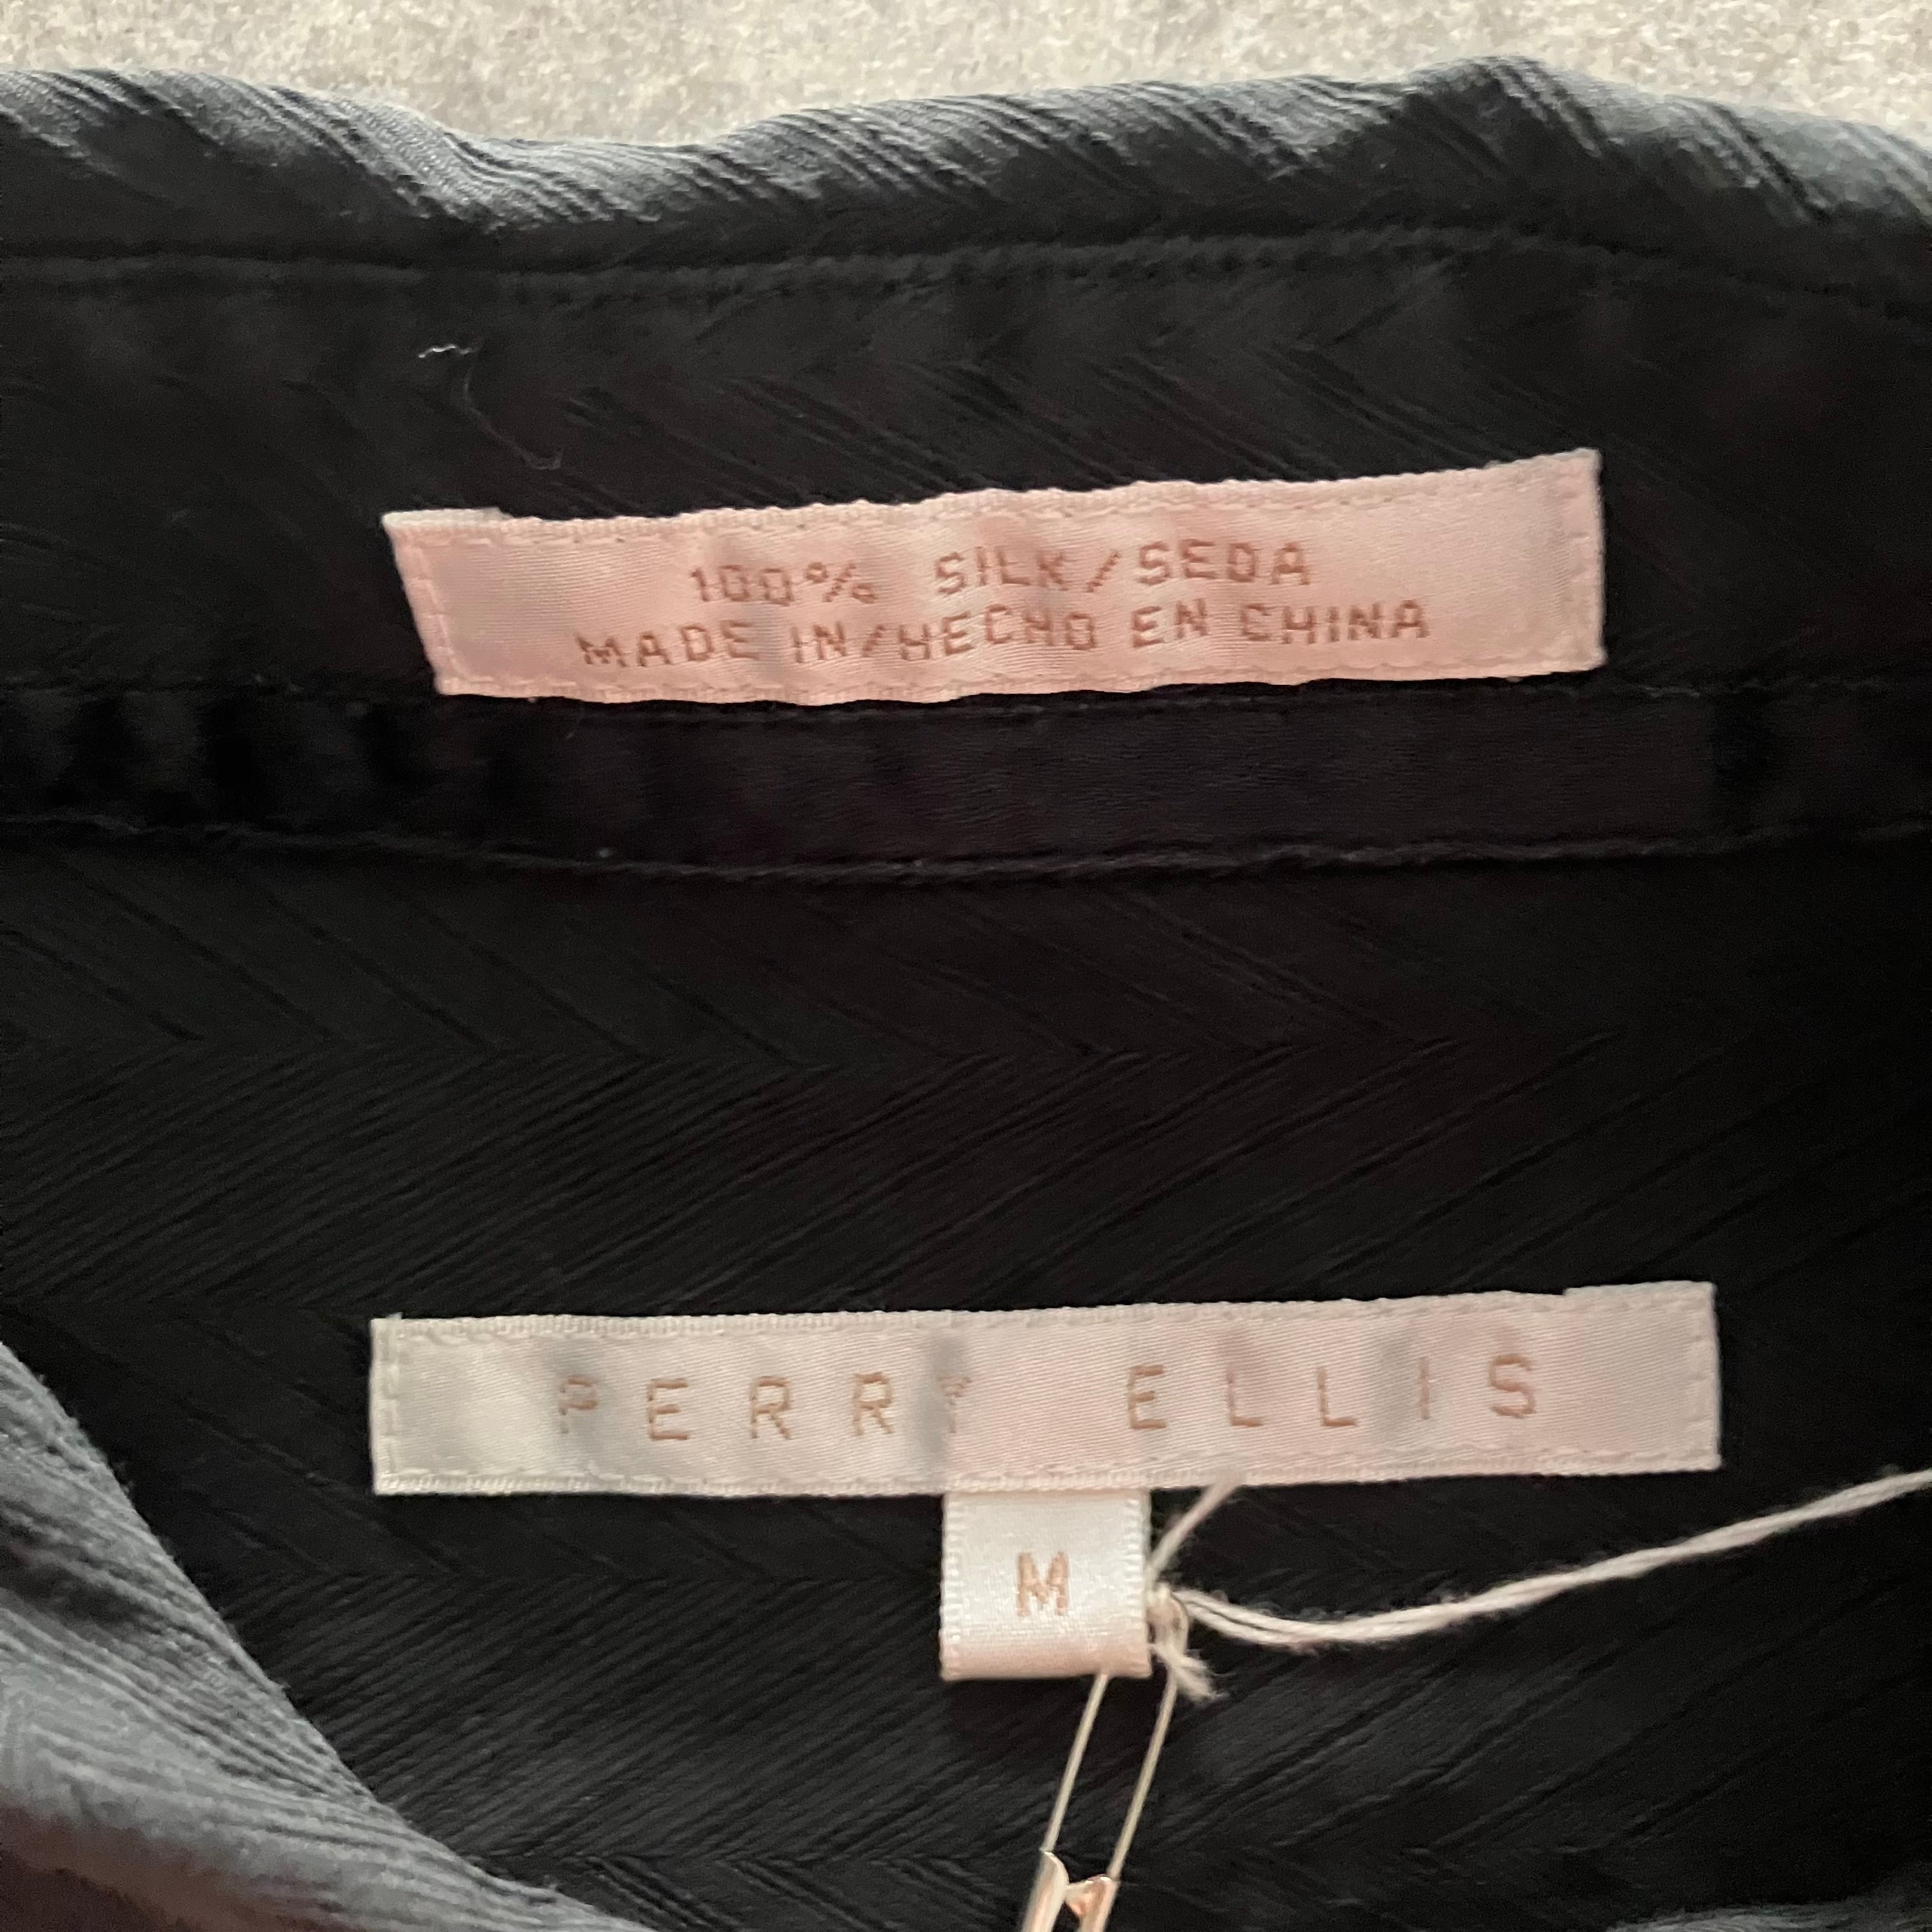 100% SILK/SEDA
MADE IN/HECHO EN CHINA
PERRY ELLIS
M